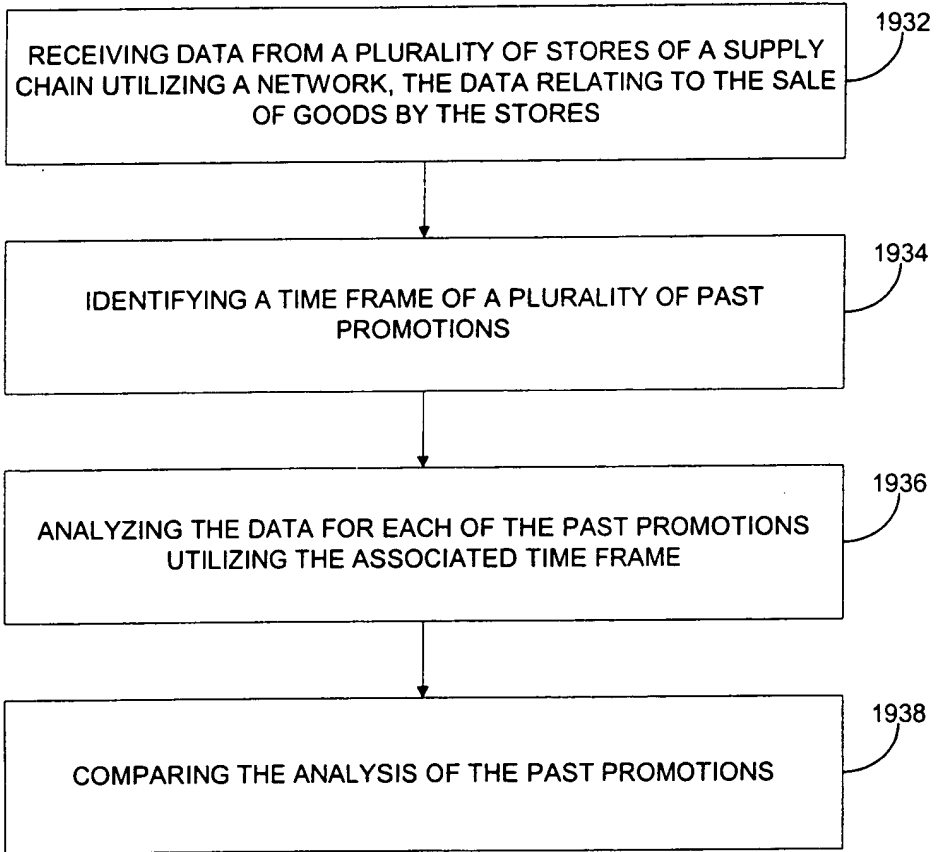 1932
RECEIVING DATA FROM A PLURALITY OF STORES OF A SUPPLY
CHAIN UTILIZING A NETWORK, THE DATA RELATING TO THE SALE
OF GOODS BY THE STORES
1934
IDENTIFYING A TIME FRAME OF A PLURALITY OF PAST
PROMOTIONS
1936
ANALYZING THE DATA FOR EACH OF THE PAST PROMOTIONS
UTILIZING THE ASSOCIATED TIME FRAME
1938
COMPARING THE ANALYSIS OF THE PAST PROMOTIONS